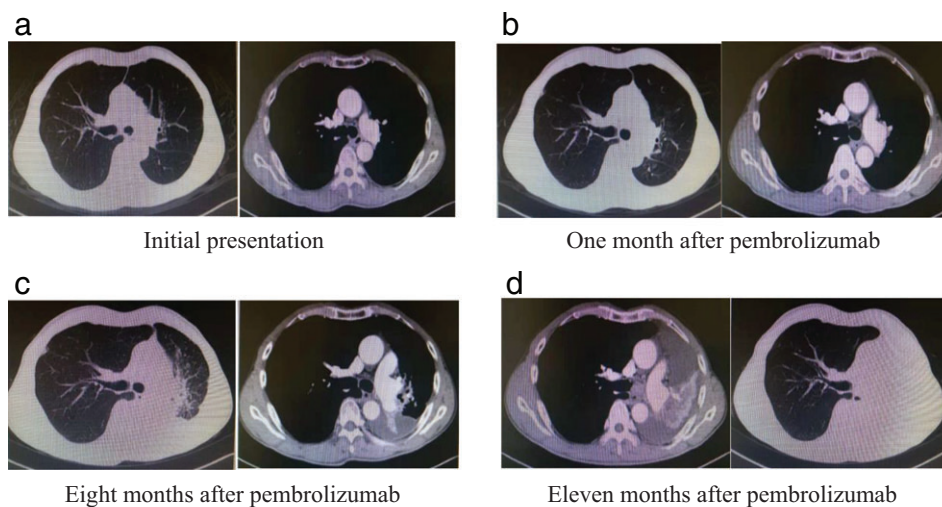 a
b
Initial presentation
One month after pembrolizumab
c
d
Eight months after pembrolizumab
Eleven months after pembrolizumab